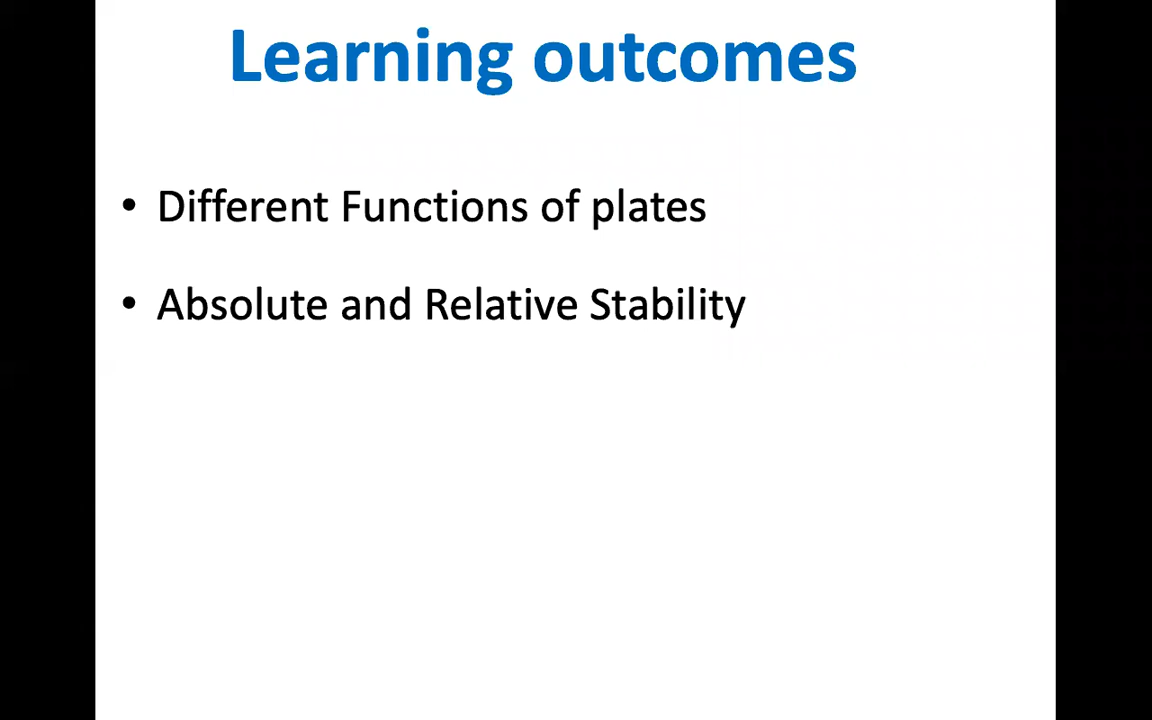 Learning outcomes
• Different Functions of plates
• Absolute and Relative Stability